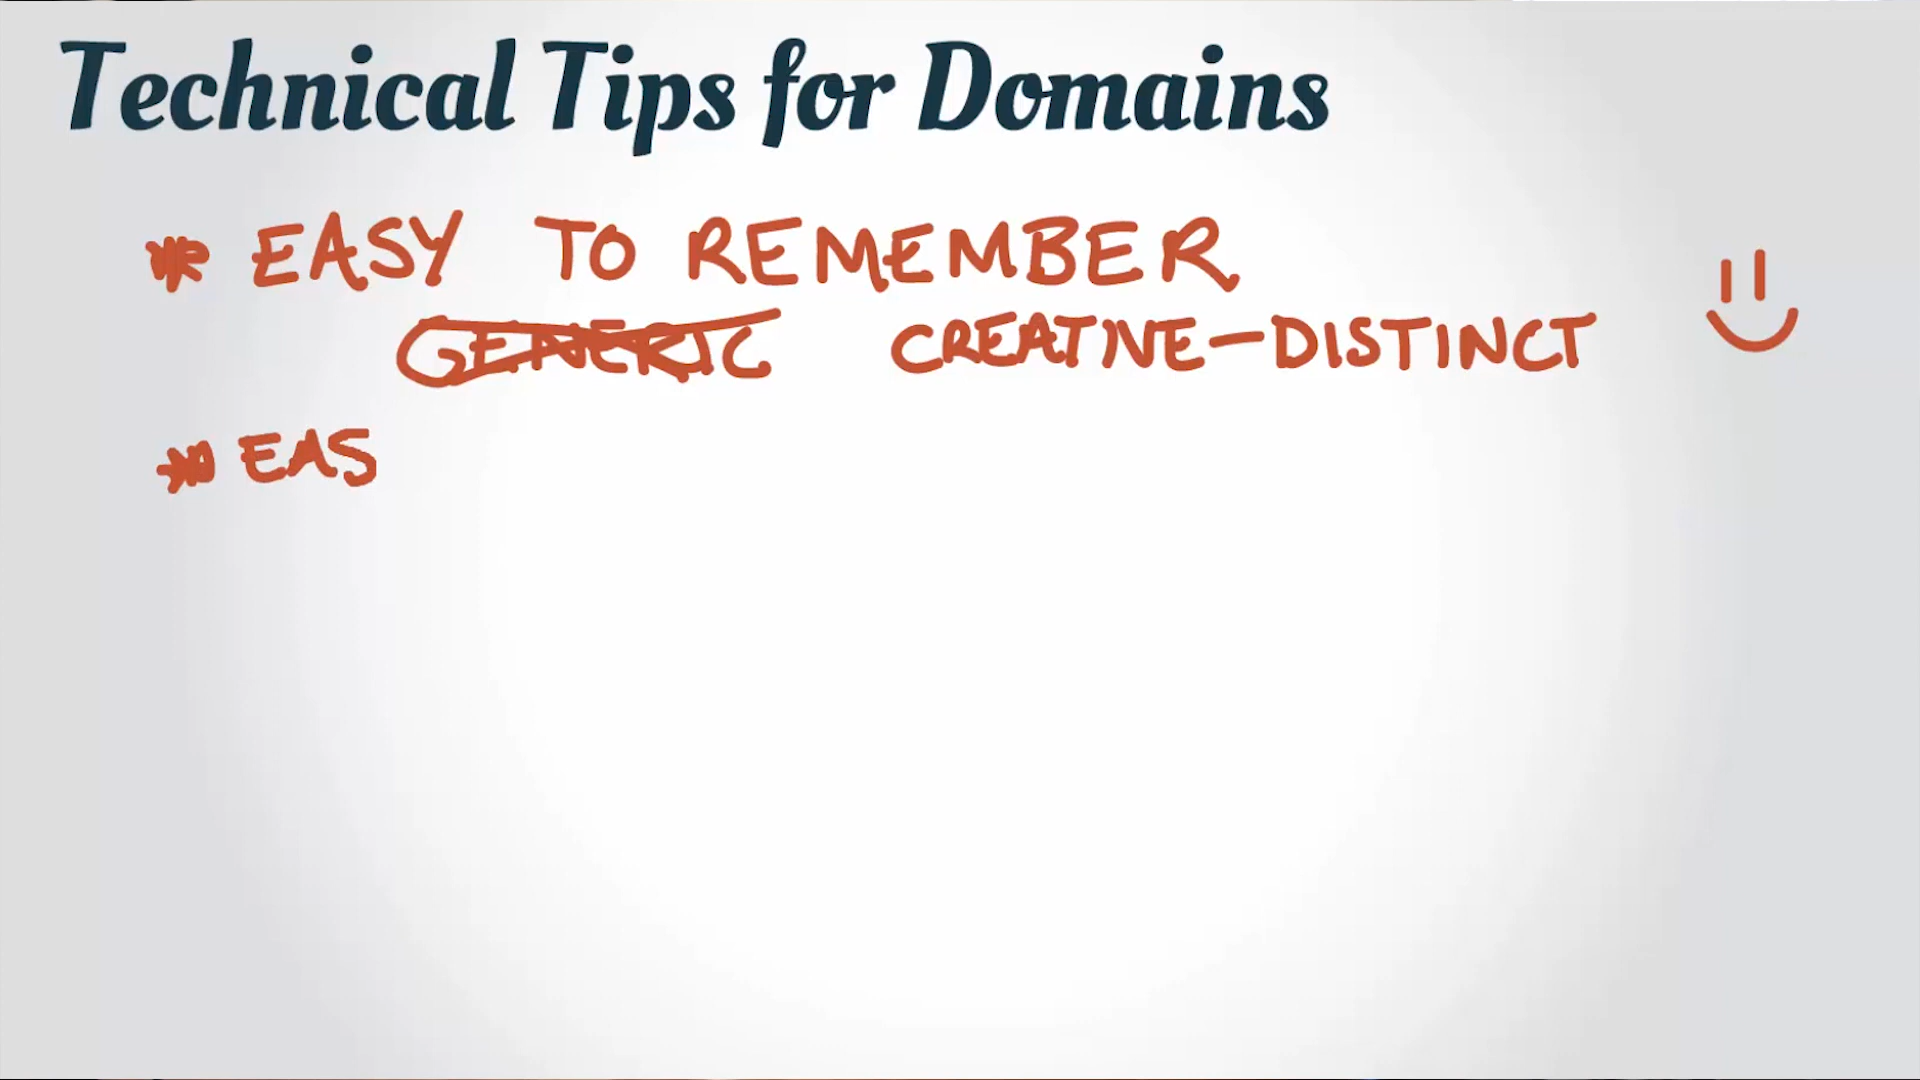 Technical Tips for Domains
* EASY TO REMEMBER
GENERIC CREATIVE-DISTINCT
* EAS